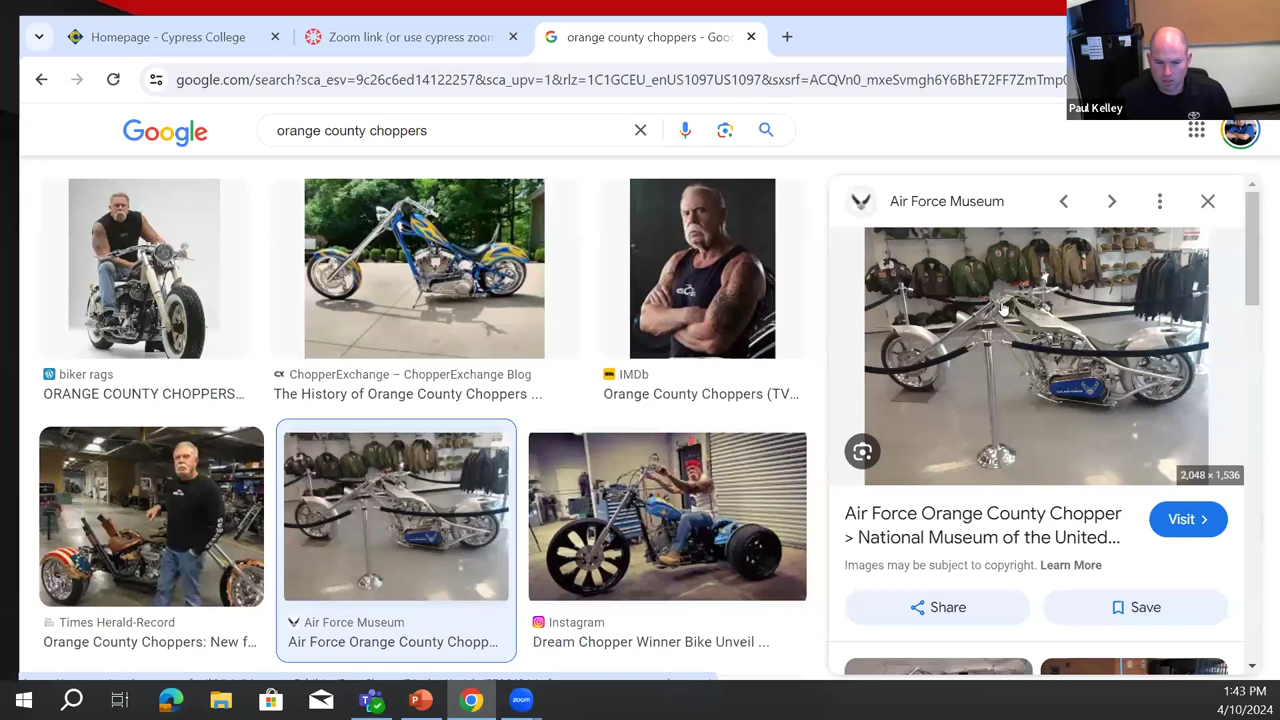 Homepage - Cypress College
Zoom link (or use cypress zoom
orange county choppers - Goo
google.com/search?sca_esv=9c26c6ed14122257&sca_upv=1&rlz=1C1GCEU_enUS1097US1097&sxsrf=ACQVn0_mxeSvmgh6Y6BhE72FF7ZmTmp
Paul Kelley
Google
orange county choppers
Air Force Museum
biker rags
ORANGE COUNTY CHOPPERS...
ChopperExchange – ChopperExchange Blog
The History of Orange County Choppers ...
IMDb
Orange County Choppers (TV...
2,048 × 1,536
Air Force Orange County Chopper
> National Museum of the United...
Visit
Images may be subject to copyright. Learn More
Share
Save
Times Herald-Record
Orange County Choppers: New f...
Air Force Museum
Air Force Orange County Chopp...
Instagram
Dream Chopper Winner Bike Unveil ...
zoom
1:43 PM
4/10/2024